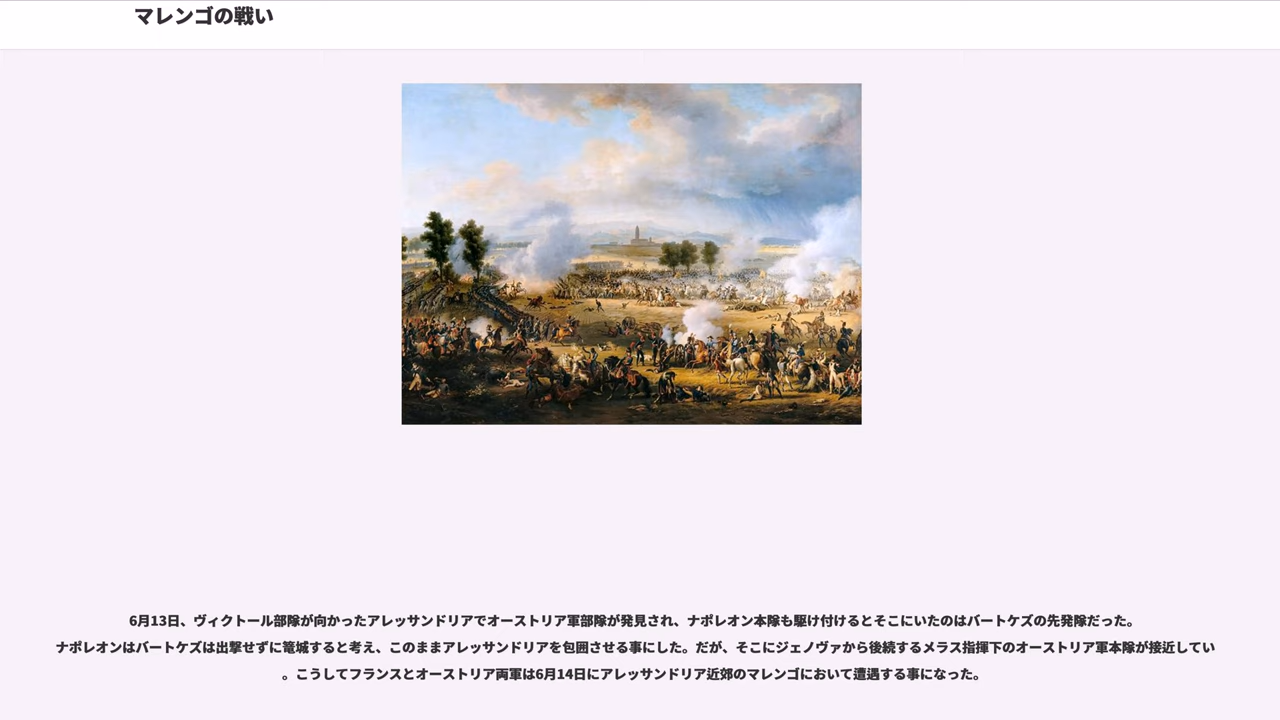 マレンゴの戦い
6月13日、ヴィクトール部隊が向かったアレッサンドリアでオーストリア軍部隊が発見され、ナポレオン本隊も駆け付けるとそこにいたのはバートケズの先発隊だった。
ナポレオンはバートケズは出撃せずに篭城すると考え、このままアレッサンドリアを包囲させる事にした。だが、そこにジェノヴァから後続するメラス指揮下のオーストリア軍本隊が接近してい
。こうしてフランスとオーストリア両軍は6月14日にアレッサンドリア近郊のマレンゴにおいて遭遇する事になった。